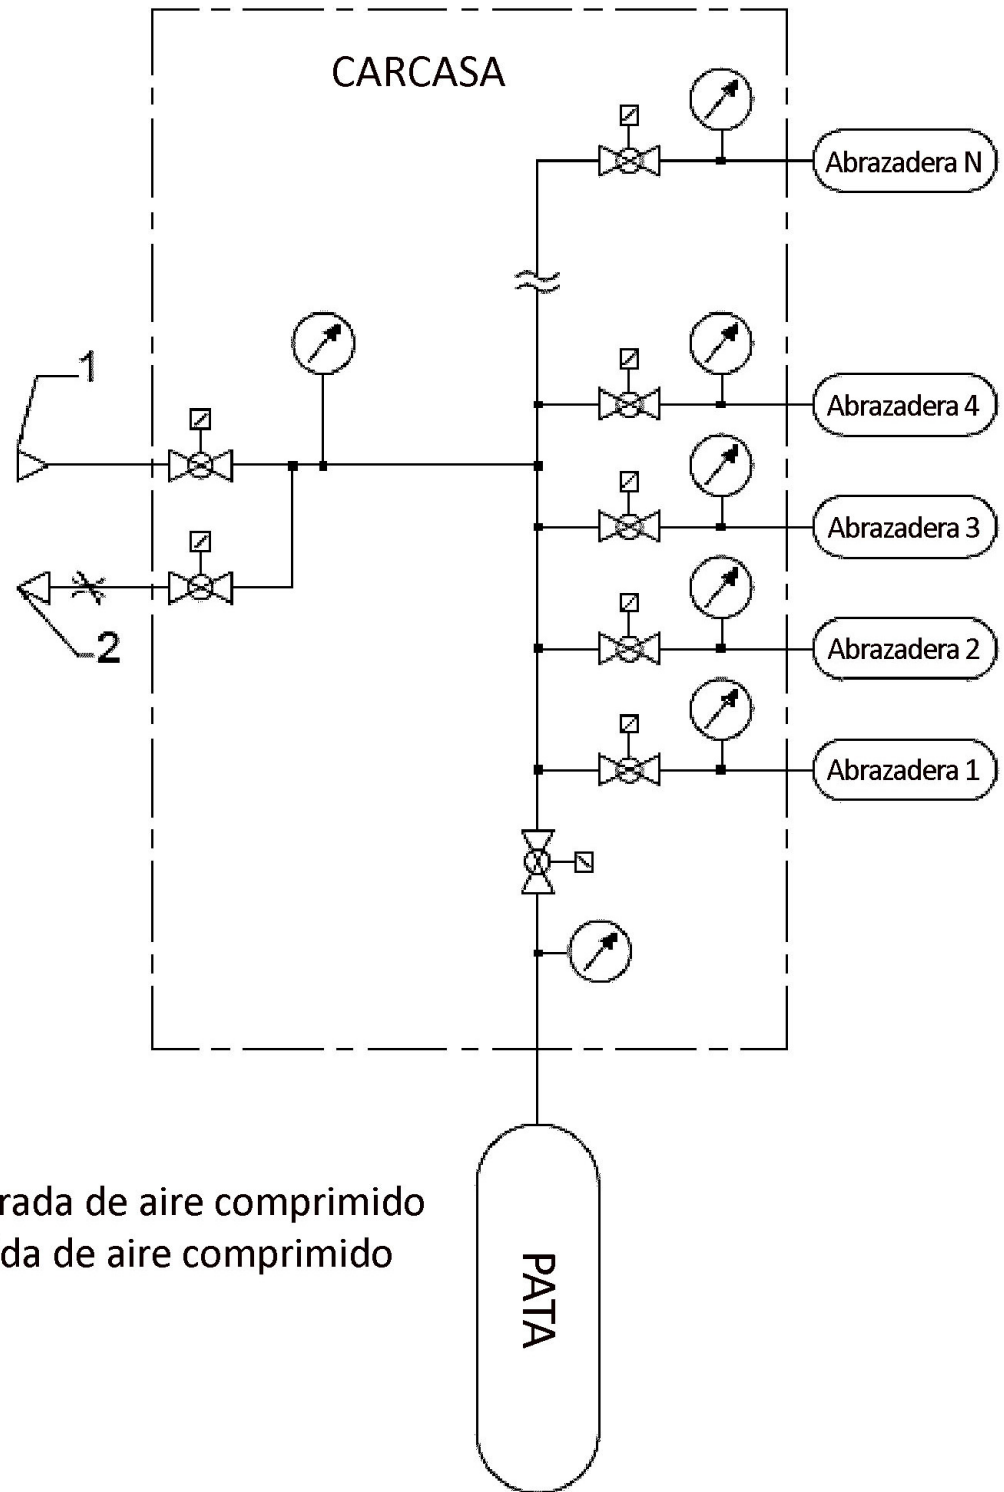 CARCASA
Abrazadera N
1
Abrazadera 4
Abrazadera 3
2
Abrazadera 2
Abrazadera 1
rada de aire comprimido
da de aire comprimido
PATA